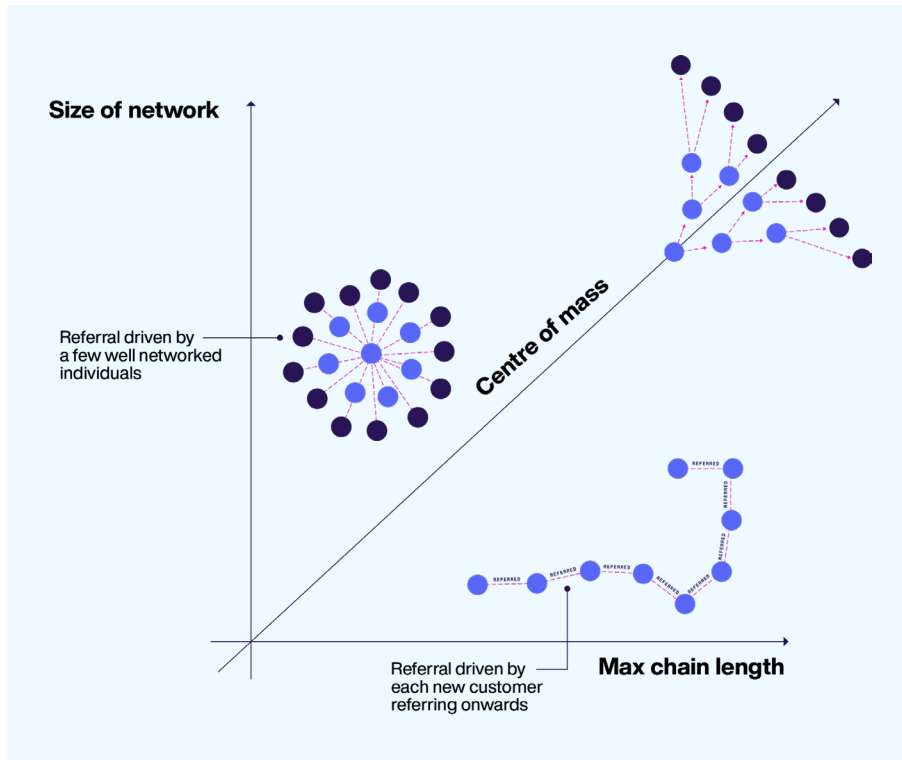 Size of network
Referral driven by
a few well networked
individuals
Centre of mass
REFERRED
REFERRED
REFERRED
REFERRED
REFERRED
REFERRED
REFERRED
REFERRED
Referral driven by
each new customer
referring onwards
Max chain length